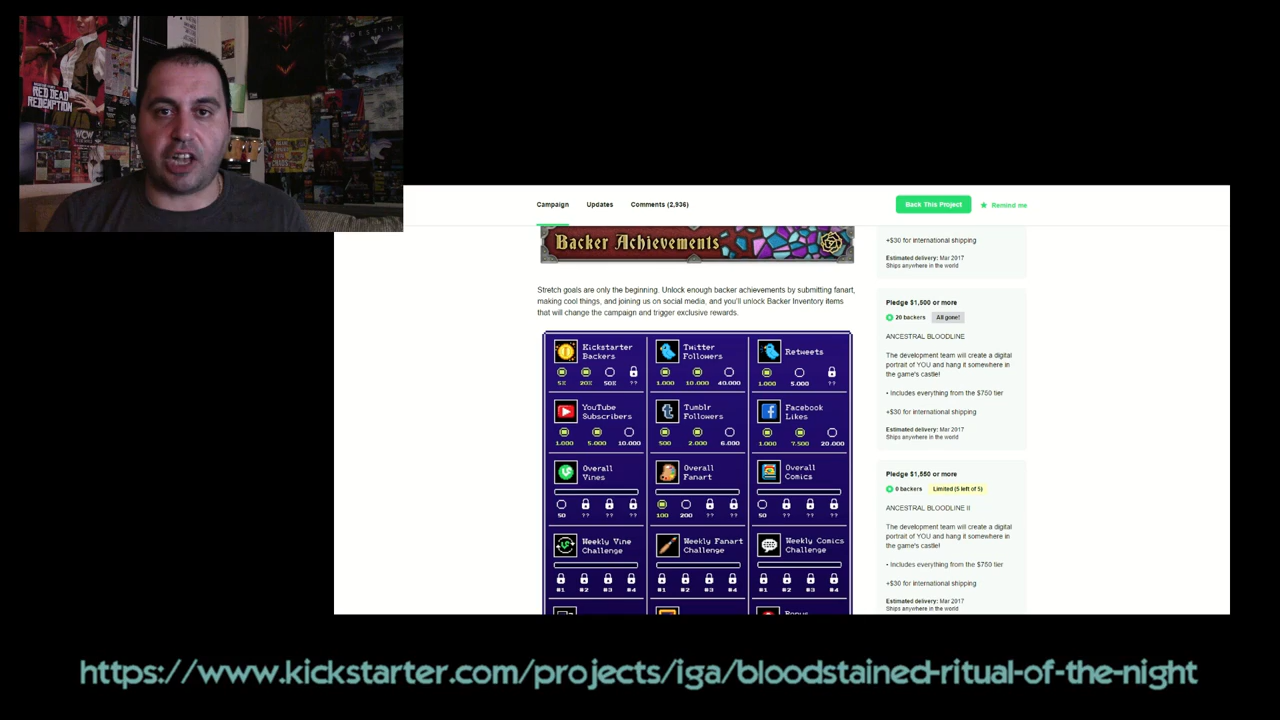 RED DEAD
REDEMPTION
DESTINY
WCW
Campaign
Updates
Comments (2,936)
Back This Project
Remind me
Backer Achievements
Stretch goals are only the beginning. Unlock enough backer achievements by submitting fanart,
making cool things, and joining us on social media, and you'll unlock Backer Inventory items
that will change the campaign and trigger exclusive rewards.
Kickstarter
Backers
5% 20% 50% ??
Twitter
Followers
1.000 10.000 40.000
Retweets
1.000 5.000 ??
YouTube
Subscribers
1.000 5.000 10.000
Tumblr
Followers
500 2.000 6.000
Facebook
Likes
1.000 7.500 20.000
Overall
Vines
50 ?? ?? ??
Overall
Fanart
100 200 ?? ??
Overall
Comics
50 ?? ?? ??
Weekly Vine
Challenge
#1 #2 #3 #4
Weekly Fanart
Challenge
#1 #2 #3 #4
Weekly Comics
Challenge
#1 #2 #3 #4
+$30 for international shipping
Estimated delivery: Mar 2017
Ships anywhere in the world
Pledge $1,500 or more
20 backers All gone!
ANCESTRAL BLOODLINE
The development team will create a digital
portrait of YOU and hang it somewhere in
the game's castle!
• Includes everything from the $750 tier
+$30 for international shipping
Estimated delivery: Mar 2017
Ships anywhere in the world
Pledge $1,550 or more
0 backers Limited (5 left of 5)
ANCESTRAL BLOODLINE II
The development team will create a digital
portrait of YOU and hang it somewhere in
the game's castle!
• Includes everything from the $750 tier
+$30 for international shipping
Estimated delivery: Mar 2017
Ships anywhere in the world
https://www.kickstarter.com/projects/iga/bloodstained-ritual-of-the-night